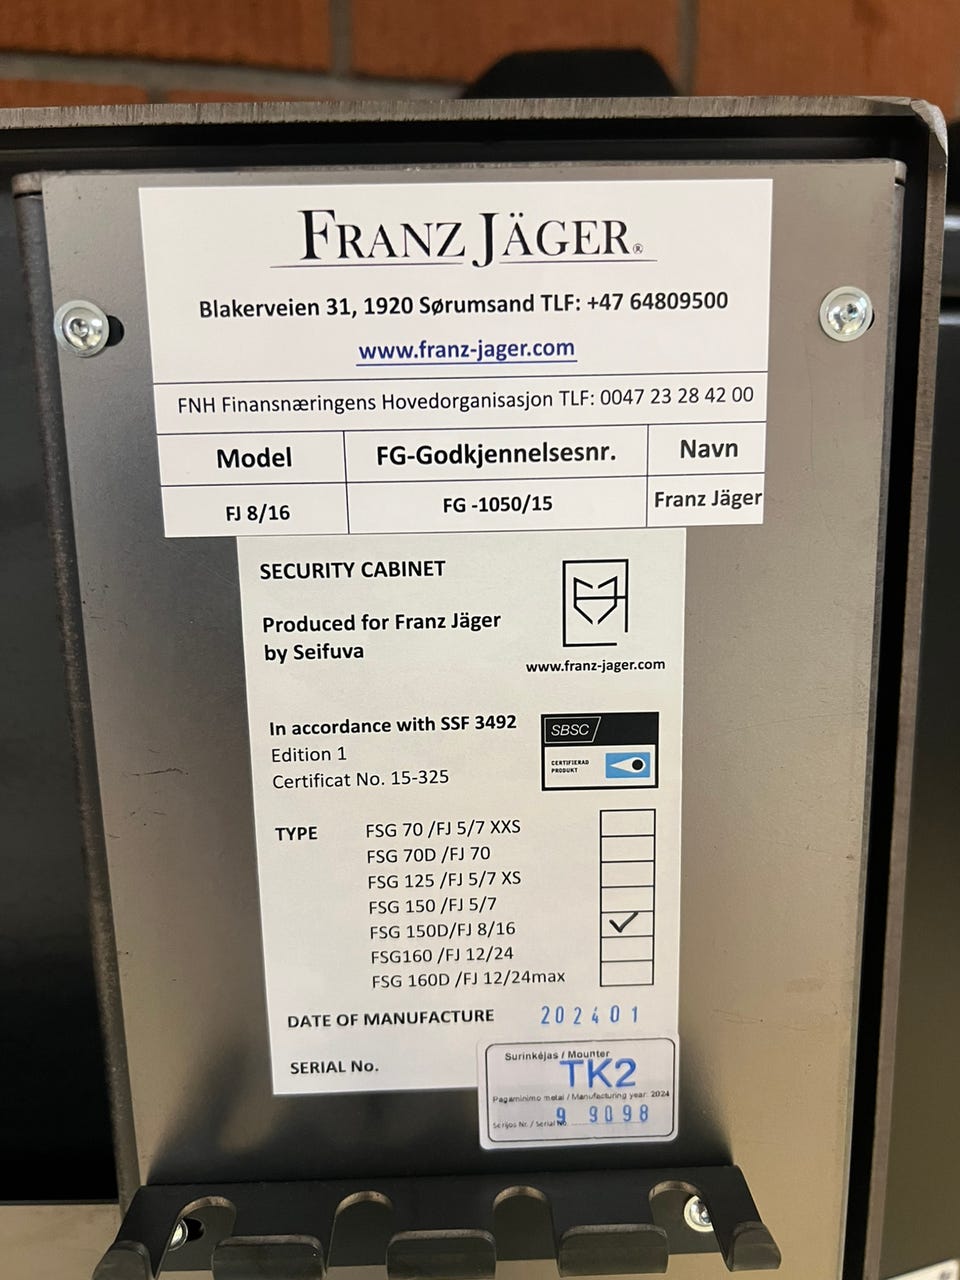 FRANZ JÄGER®
Blakerveien 31, 1920 Sørumsand TLF: +47 64809500
www.franz-jager.com
FNH Finansnæringens Hovedorganisasjon TLF: 0047 23 28 42 00
Model FG-Godkjennelsesnr. Navn
FJ 8/16 FG -1050/15 Franz Jäger
SECURITY CABINET
Produced for Franz Jäger
by Seifuva
www.franz-jager.com
In accordance with SSF 3492
Edition 1
Certificat No. 15-325
SBSC
CERTIFIERAD
PRODUKT
TYPE FSG 70 /FJ 5/7 XXS
FSG 70D /FJ 70
FSG 125 /FJ 5/7 XS
FSG 150 /FJ 5/7
FSG 150D/FJ 8/16
FSG160 /FJ 12/24
FSG 160D /FJ 12/24max
DATE OF MANUFACTURE 202401
SERIAL No.
Surinkėjas / Mounter
TK2
Pagaminimo metai / Manufacturing year: 2024
Serijos Nr. / Serial No. 9 9098